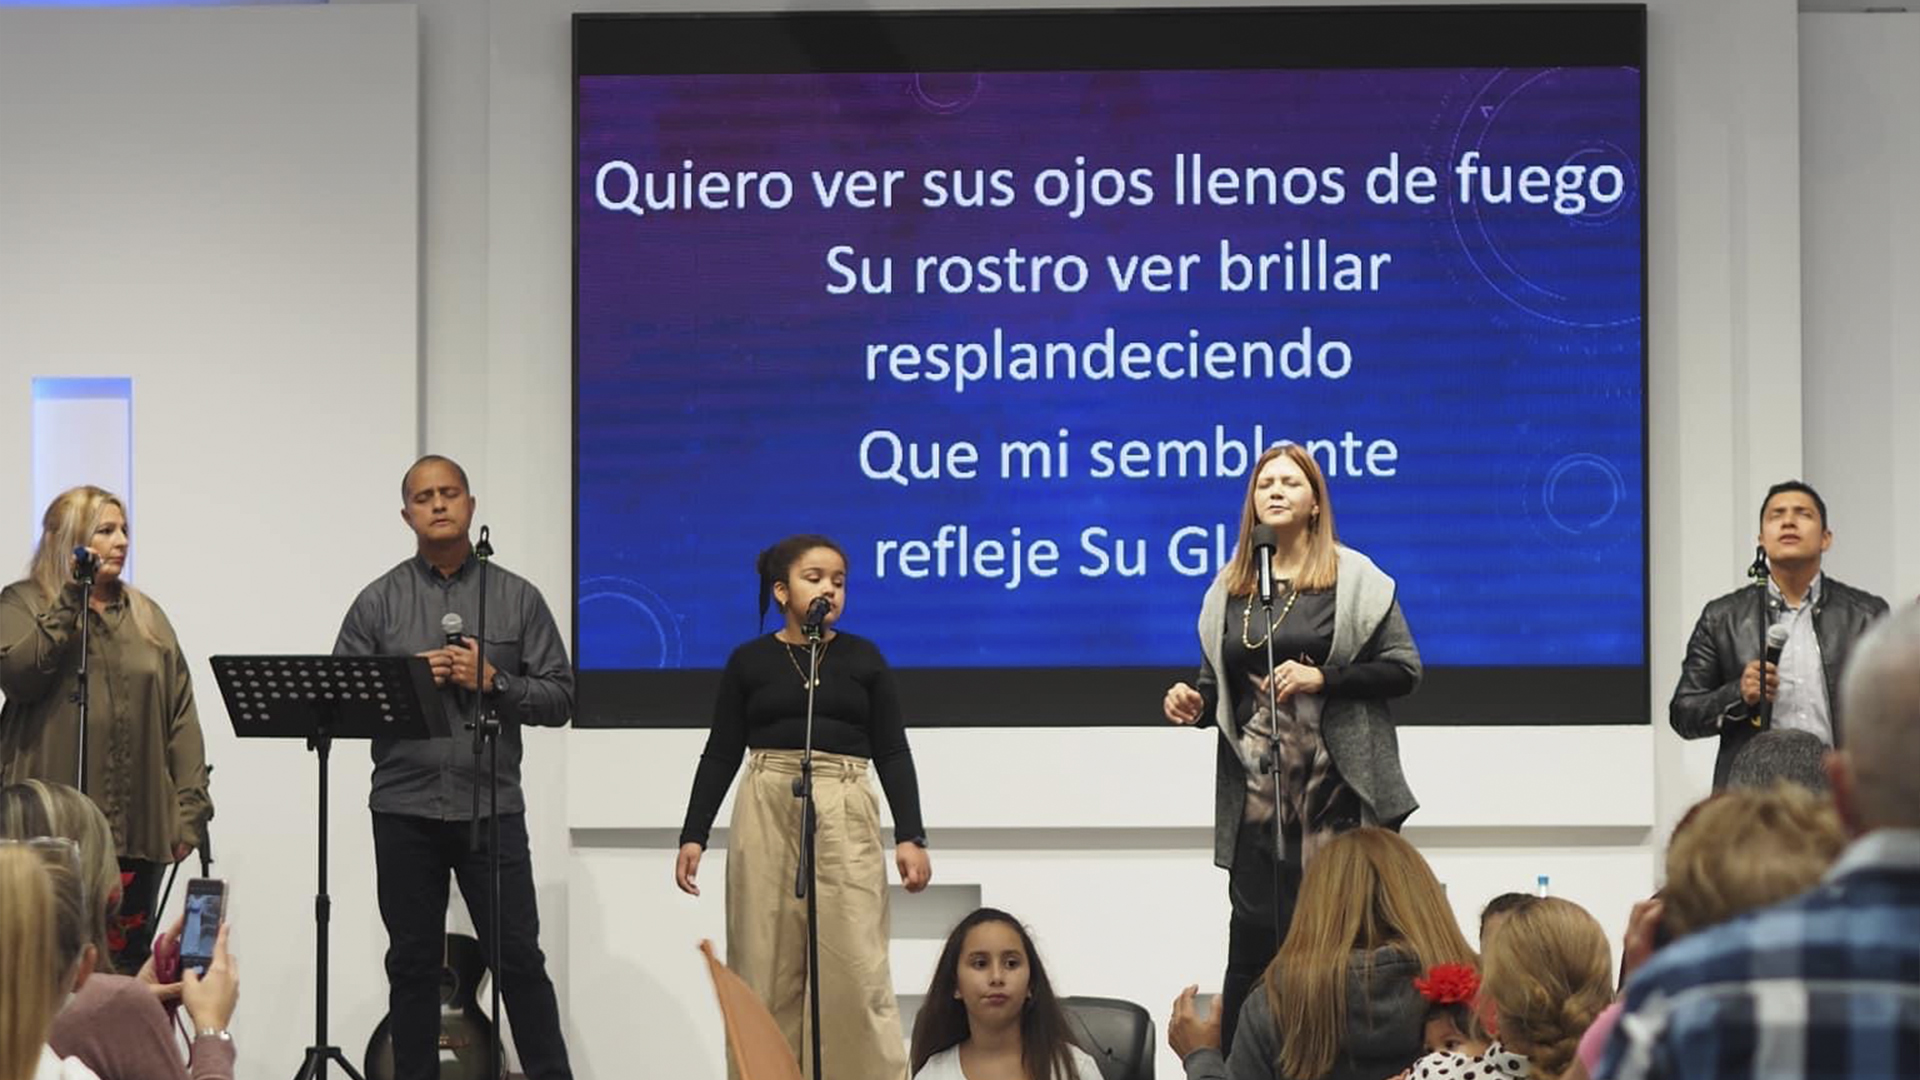 Quiero ver sus ojos llenos de fuego
Su rostro ver brillar
resplandeciendo
Que mi semblante
refleje Su